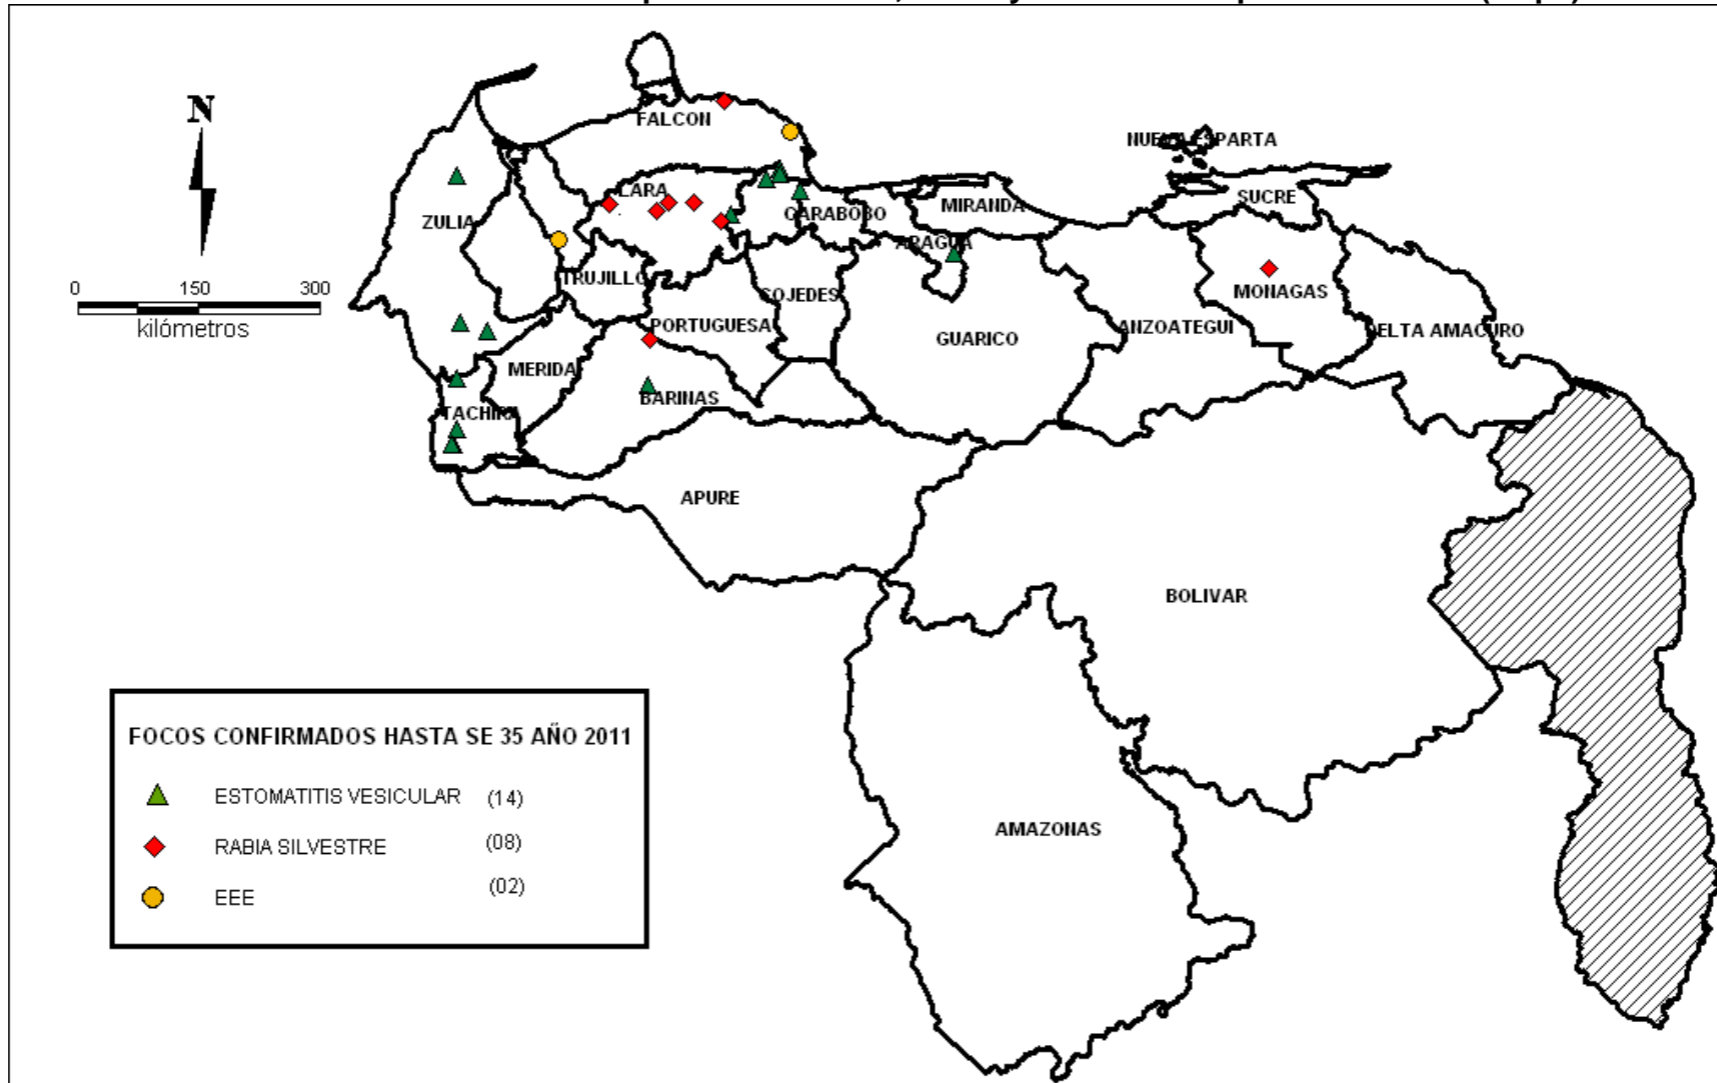 N
0 150 300
kilómetros
FALCON
NUEVA ESPARTA
LARA
ZULIA
CARABOBO
MIRANDA
SUCRE
ARAGUA
TRUJILLO
COJEDES
MONAGAS
PORTUGUESA
GUARICO
ANZOATEGUI
DELTA AMACURO
MERIDA
BARINAS
TACHIRA
APURE
BOLIVAR
AMAZONAS
FOCOS CONFIRMADOS HASTA SE 35 AÑO 2011
ESTOMATITIS VESICULAR (14)
RABIA SILVESTRE (08)
EEE (02)